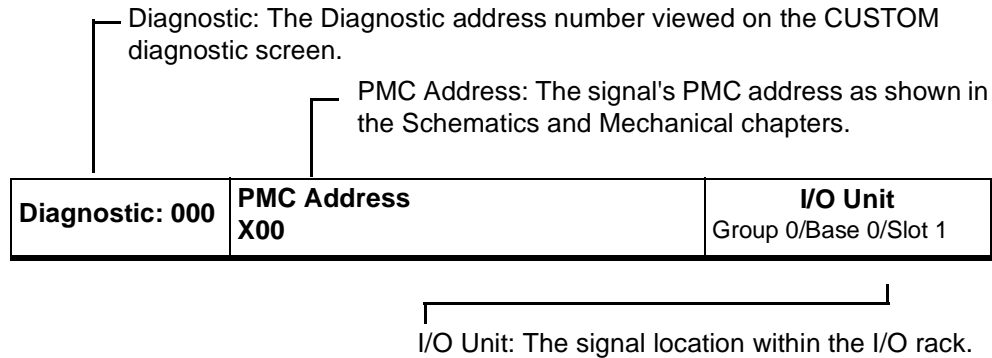 Diagnostic: The Diagnostic address number viewed on the CUSTOM
diagnostic screen.
PMC Address: The signal's PMC address as shown in
the Schematics and Mechanical chapters.
Diagnostic: 000
PMC Address
X00
I/O Unit
Group 0/Base 0/Slot 1
I/O Unit: The signal location within the I/O rack.